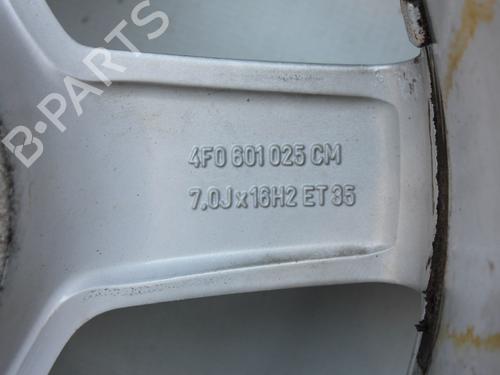 B-PARTS
4F0 601 025 CM
7.0J x 16H2 ET 35